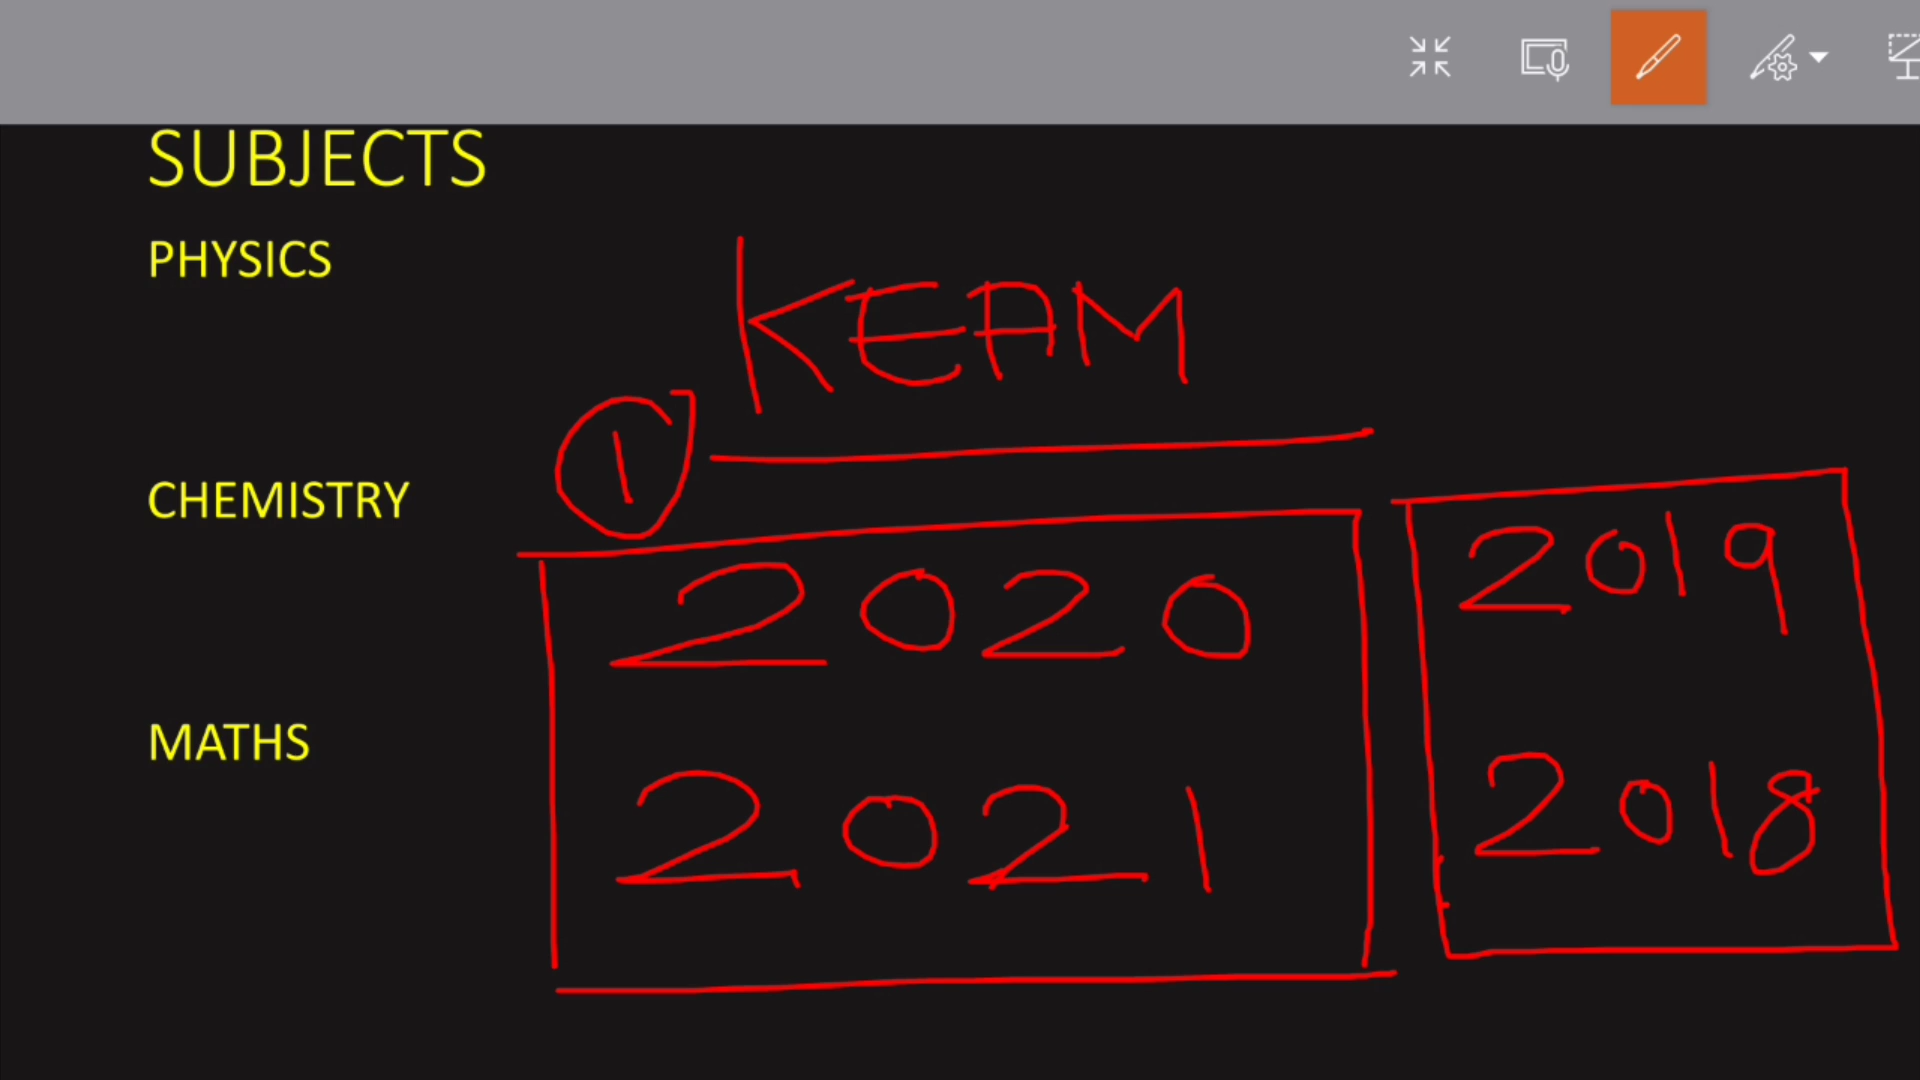 SUBJECTS
PHYSICS
KEAM
1
CHEMISTRY
2020 2019
MATHS
2021 2018